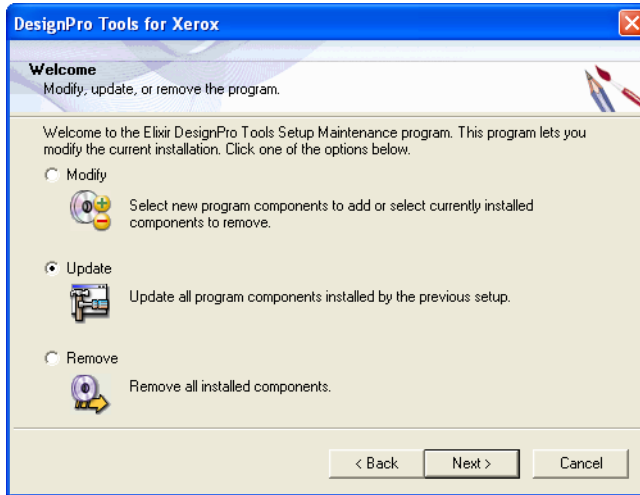 DesignPro Tools for Xerox
Welcome
Modify, update, or remove the program.
Welcome to the Elixir DesignPro Tools Setup Maintenance program. This program lets you
modify the current installation. Click one of the options below.
Modify
Select new program components to add or select currently installed
components to remove.
Update
Update all program components installed by the previous setup.
Remove
Remove all installed components.
< Back Next > Cancel